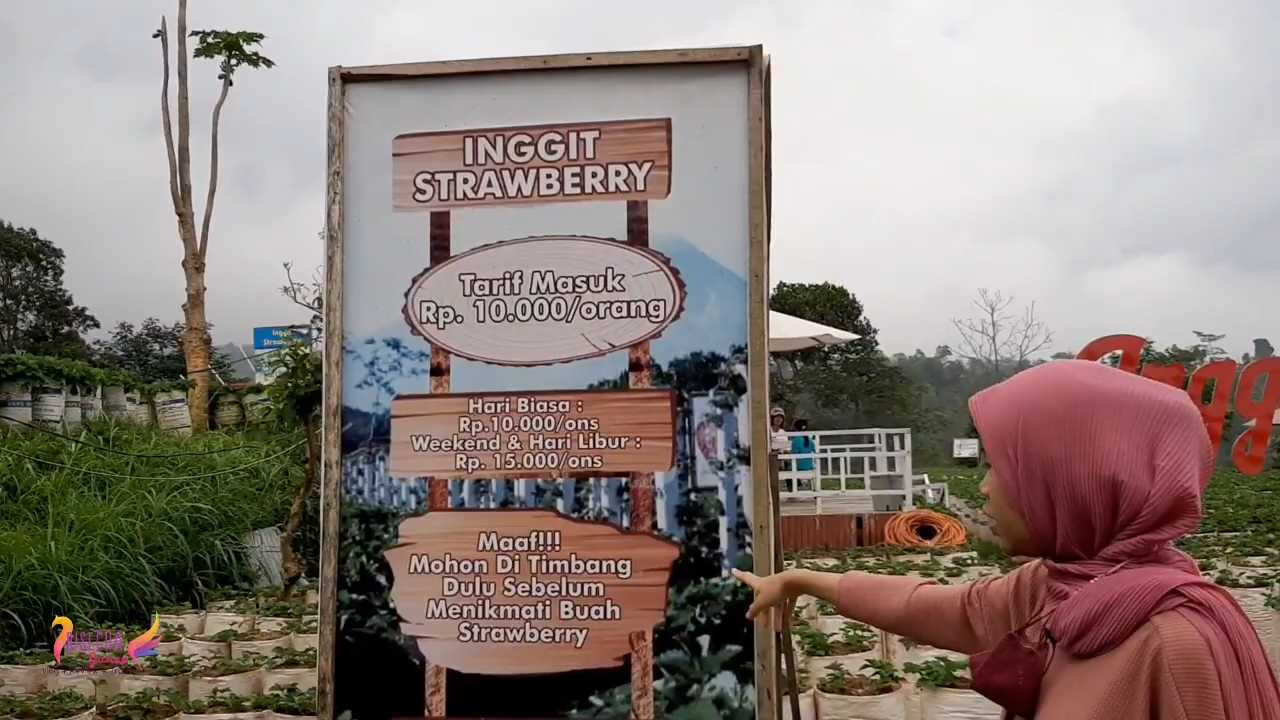 INGGIT
STRAWBERRY
Tarif Masuk
Rp. 10.000/orang
Hari Biasa :
Rp.10.000/ons
Weekend & Hari Libur :
Rp. 15.000/ons
Maaf!!!
Mohon Di Timbang
Dulu Sebelum
Menikmati Buah
Strawberry
Inggit